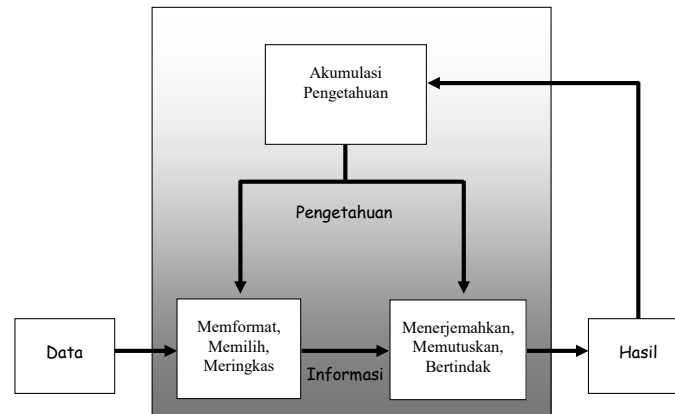 Akumulasi
Pengetahuan
Pengetahuan
Data
Memformat,
Memilih,
Meringkas
Informasi
Menerjemahkan,
Memutuskan,
Bertindak
Hasil